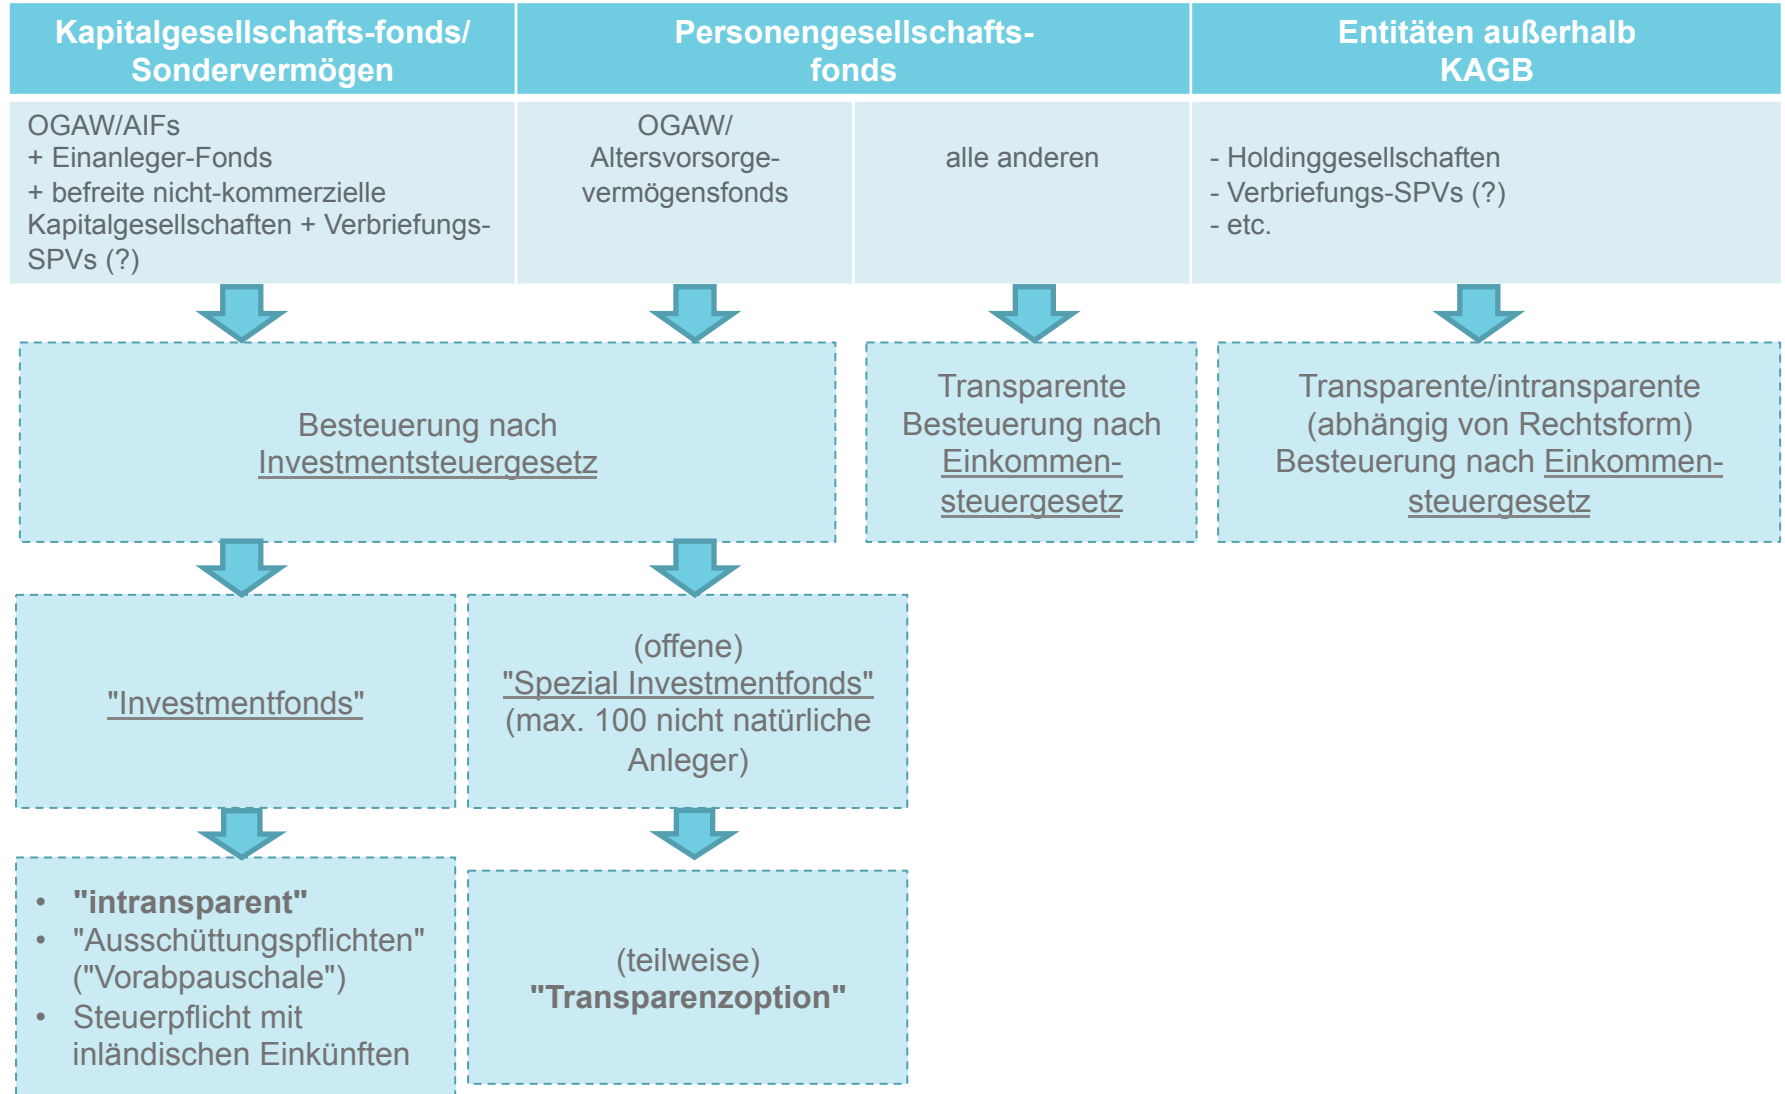 Kapitalgesellschafts-fonds/
Sondervermögen
Personengesellschafts-
fonds
Entitäten außerhalb
KAGB
OGAW/AIFs
+ Einanleger-Fonds
+ befreite nicht-kommerzielle
Kapitalgesellschaften + Verbriefungs-
SPVs (?)
OGAW/
Altersvorsorge-
vermögensfonds
alle anderen
- Holdinggesellschaften
- Verbriefungs-SPVs (?)
- etc.
Besteuerung nach
Investmentsteuergesetz
Transparente
Besteuerung nach
Einkommen-
steuergesetz
Transparente/intransparente
(abhängig von Rechtsform)
Besteuerung nach Einkommen-
steuergesetz
"Investmentfonds"
(offene)
"Spezial Investmentfonds"
(max. 100 nicht natürliche
Anleger)
• "intransparent"
• "Ausschüttungspflichten"
("Vorabpauschale")
• Steuerpflicht mit
inländischen Einkünften
(teilweise)
"Transparenzoption"